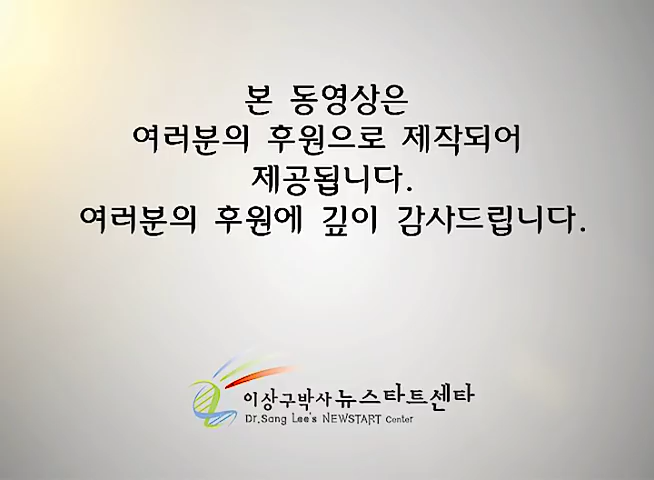 본 동영상은
여러분의 후원으로 제작되어
제공됩니다.
여러분의 후원에 깊이 감사드립니다.
이상구박사 뉴스타트센타
Dr.Sang Lee's NEWSTART Center